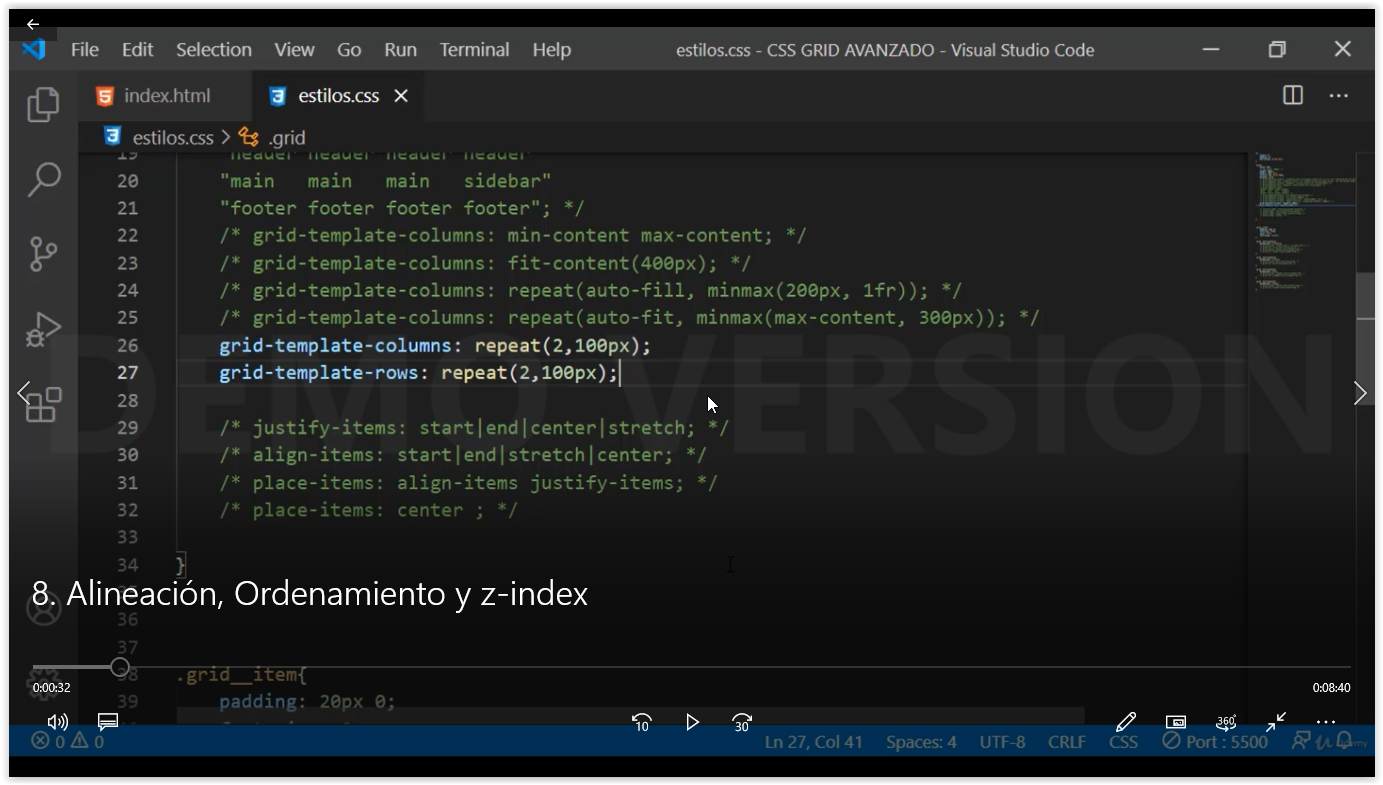 File Edit Selection View Go Run Terminal Help estilos.css - CSS GRID AVANZADO - Visual Studio Code
index.html estilos.css
estilos.css > .grid
19 "header header header header"
20 "main main main sidebar"
21 "footer footer footer footer"; */
22 /* grid-template-columns: min-content max-content; */
23 /* grid-template-columns: fit-content(400px); */
24 /* grid-template-columns: repeat(auto-fill, minmax(200px, 1fr)); */
25 /* grid-template-columns: repeat(auto-fit, minmax(max-content, 300px)); */
26 grid-template-columns: repeat(2,100px);
27 grid-template-rows: repeat(2,100px);
DEMO VERSION
28
29 /* justify-items: start|end|center|stretch; */
30 /* align-items: start|end|stretch|center; */
31 /* place-items: align-items justify-items; */
32 /* place-items: center ; */
33
34 }
8. Alineación, Ordenamiento y z-index
36
37
38 .grid__item{
0:00:32 0:08:40
39 padding: 20px 0;
10 30 360
0 0 Ln 27, Col 41 Spaces: 4 UTF-8 CRLF CSS Port : 5500